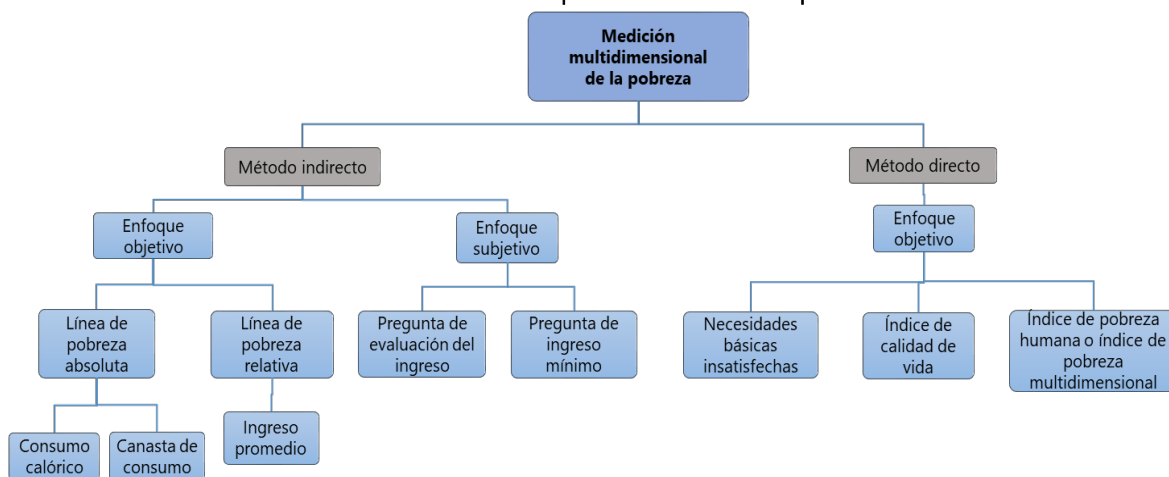 Medición
multidimensional
de la pobreza
Método indirecto
Método directo
Enfoque
objetivo
Enfoque
subjetivo
Enfoque
objetivo
Línea de
pobreza
absoluta
Línea de
pobreza
relativa
Pregunta de
evaluación del
ingreso
Pregunta de
ingreso
mínimo
Necesidades
básicas
insatisfechas
Índice de
calidad de
vida
Índice de pobreza
humana o índice de
pobreza
multidimensional
Consumo
calórico
Canasta de
consumo
Ingreso
promedio